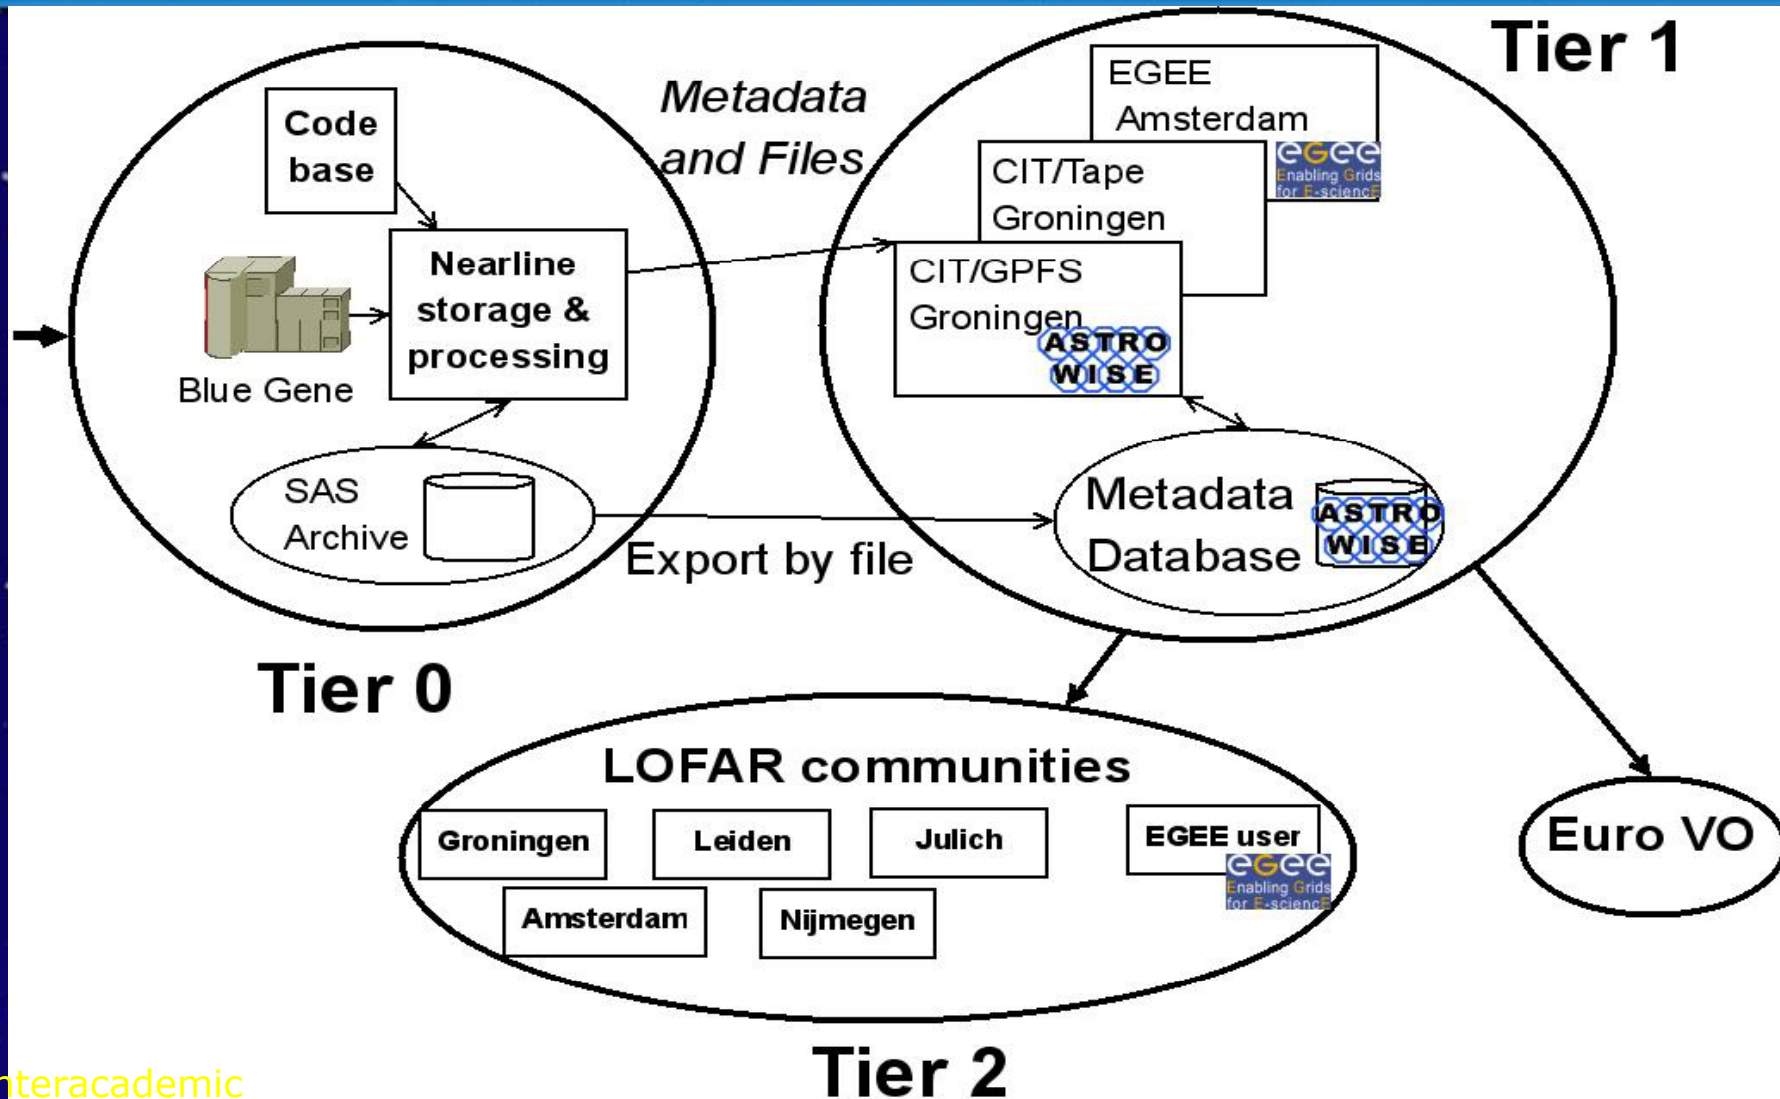 Tier 1
EGEE
Amsterdam
eGee
Enabling Grids
for E-sciencE
CIT/Tape
Groningen
CIT/GPFS
Groningen
ASTRO
WISE
Metadata
and Files
Code
base
Nearline
storage &
processing
Blue Gene
SAS
Archive
Export by file
Metadata
Database
ASTRO
WISE
Tier 0
LOFAR communities
Groningen
Leiden
Julich
EGEE user
eGee
Enabling Grids
for E-sciencE
Amsterdam
Nijmegen
Euro VO
Tier 2